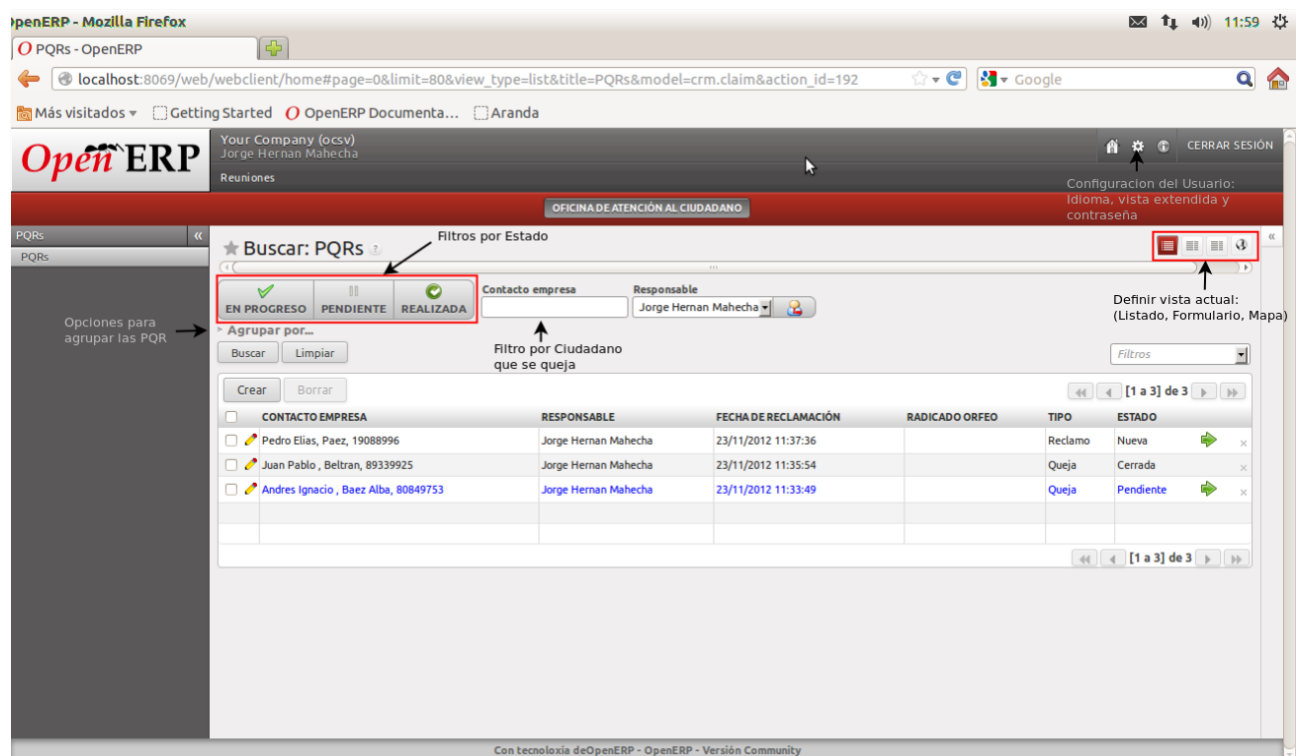 OpenERP - Mozilla Firefox
11:59
PQRs - OpenERP
localhost:8069/web/webclient/home#page=0&limit=80&view_type=list&title=PQRs&model=crm.claim&action_id=192
Google
Más visitados
Getting Started
OpenERP Documenta...
Aranda
Open ERP
Your Company (ocsv)
Jorge Hernan Mahecha
Reuniones
CERRAR SESIÓN
Configuracion del Usuario:
Idioma, vista extendida y
contraseña
OFICINA DE ATENCIÓN AL CIUDADANO
PQRs «
PQRs
Opciones para
agrupar las PQR
Buscar: PQRs ?
Filtros por Estado
«
EN PROGRESO
PENDIENTE
REALIZADA
Contacto empresa
Responsable
Jorge Hernan Mahecha
Definir vista actual:
(Listado, Formulario, Mapa)
Agrupar por...
Filtro por Ciudadano
que se queja
Buscar
Limpiar
Filtros
Crear
Borrar
[1 a 3] de 3
CONTACTO EMPRESA RESPONSABLE FECHA DE RECLAMACIÓN RADICADO ORFEO TIPO ESTADO
Pedro Elias, Paez, 19088996 Jorge Hernan Mahecha 23/11/2012 11:37:36 Reclamo Nueva
Juan Pablo , Beltran, 89339925 Jorge Hernan Mahecha 23/11/2012 11:35:54 Queja Cerrada
Andres Ignacio , Baez Alba, 80849753 Jorge Hernan Mahecha 23/11/2012 11:33:49 Queja Pendiente
[1 a 3] de 3
Con tecnoloxía deOpenERP - OpenERP - Versión Community